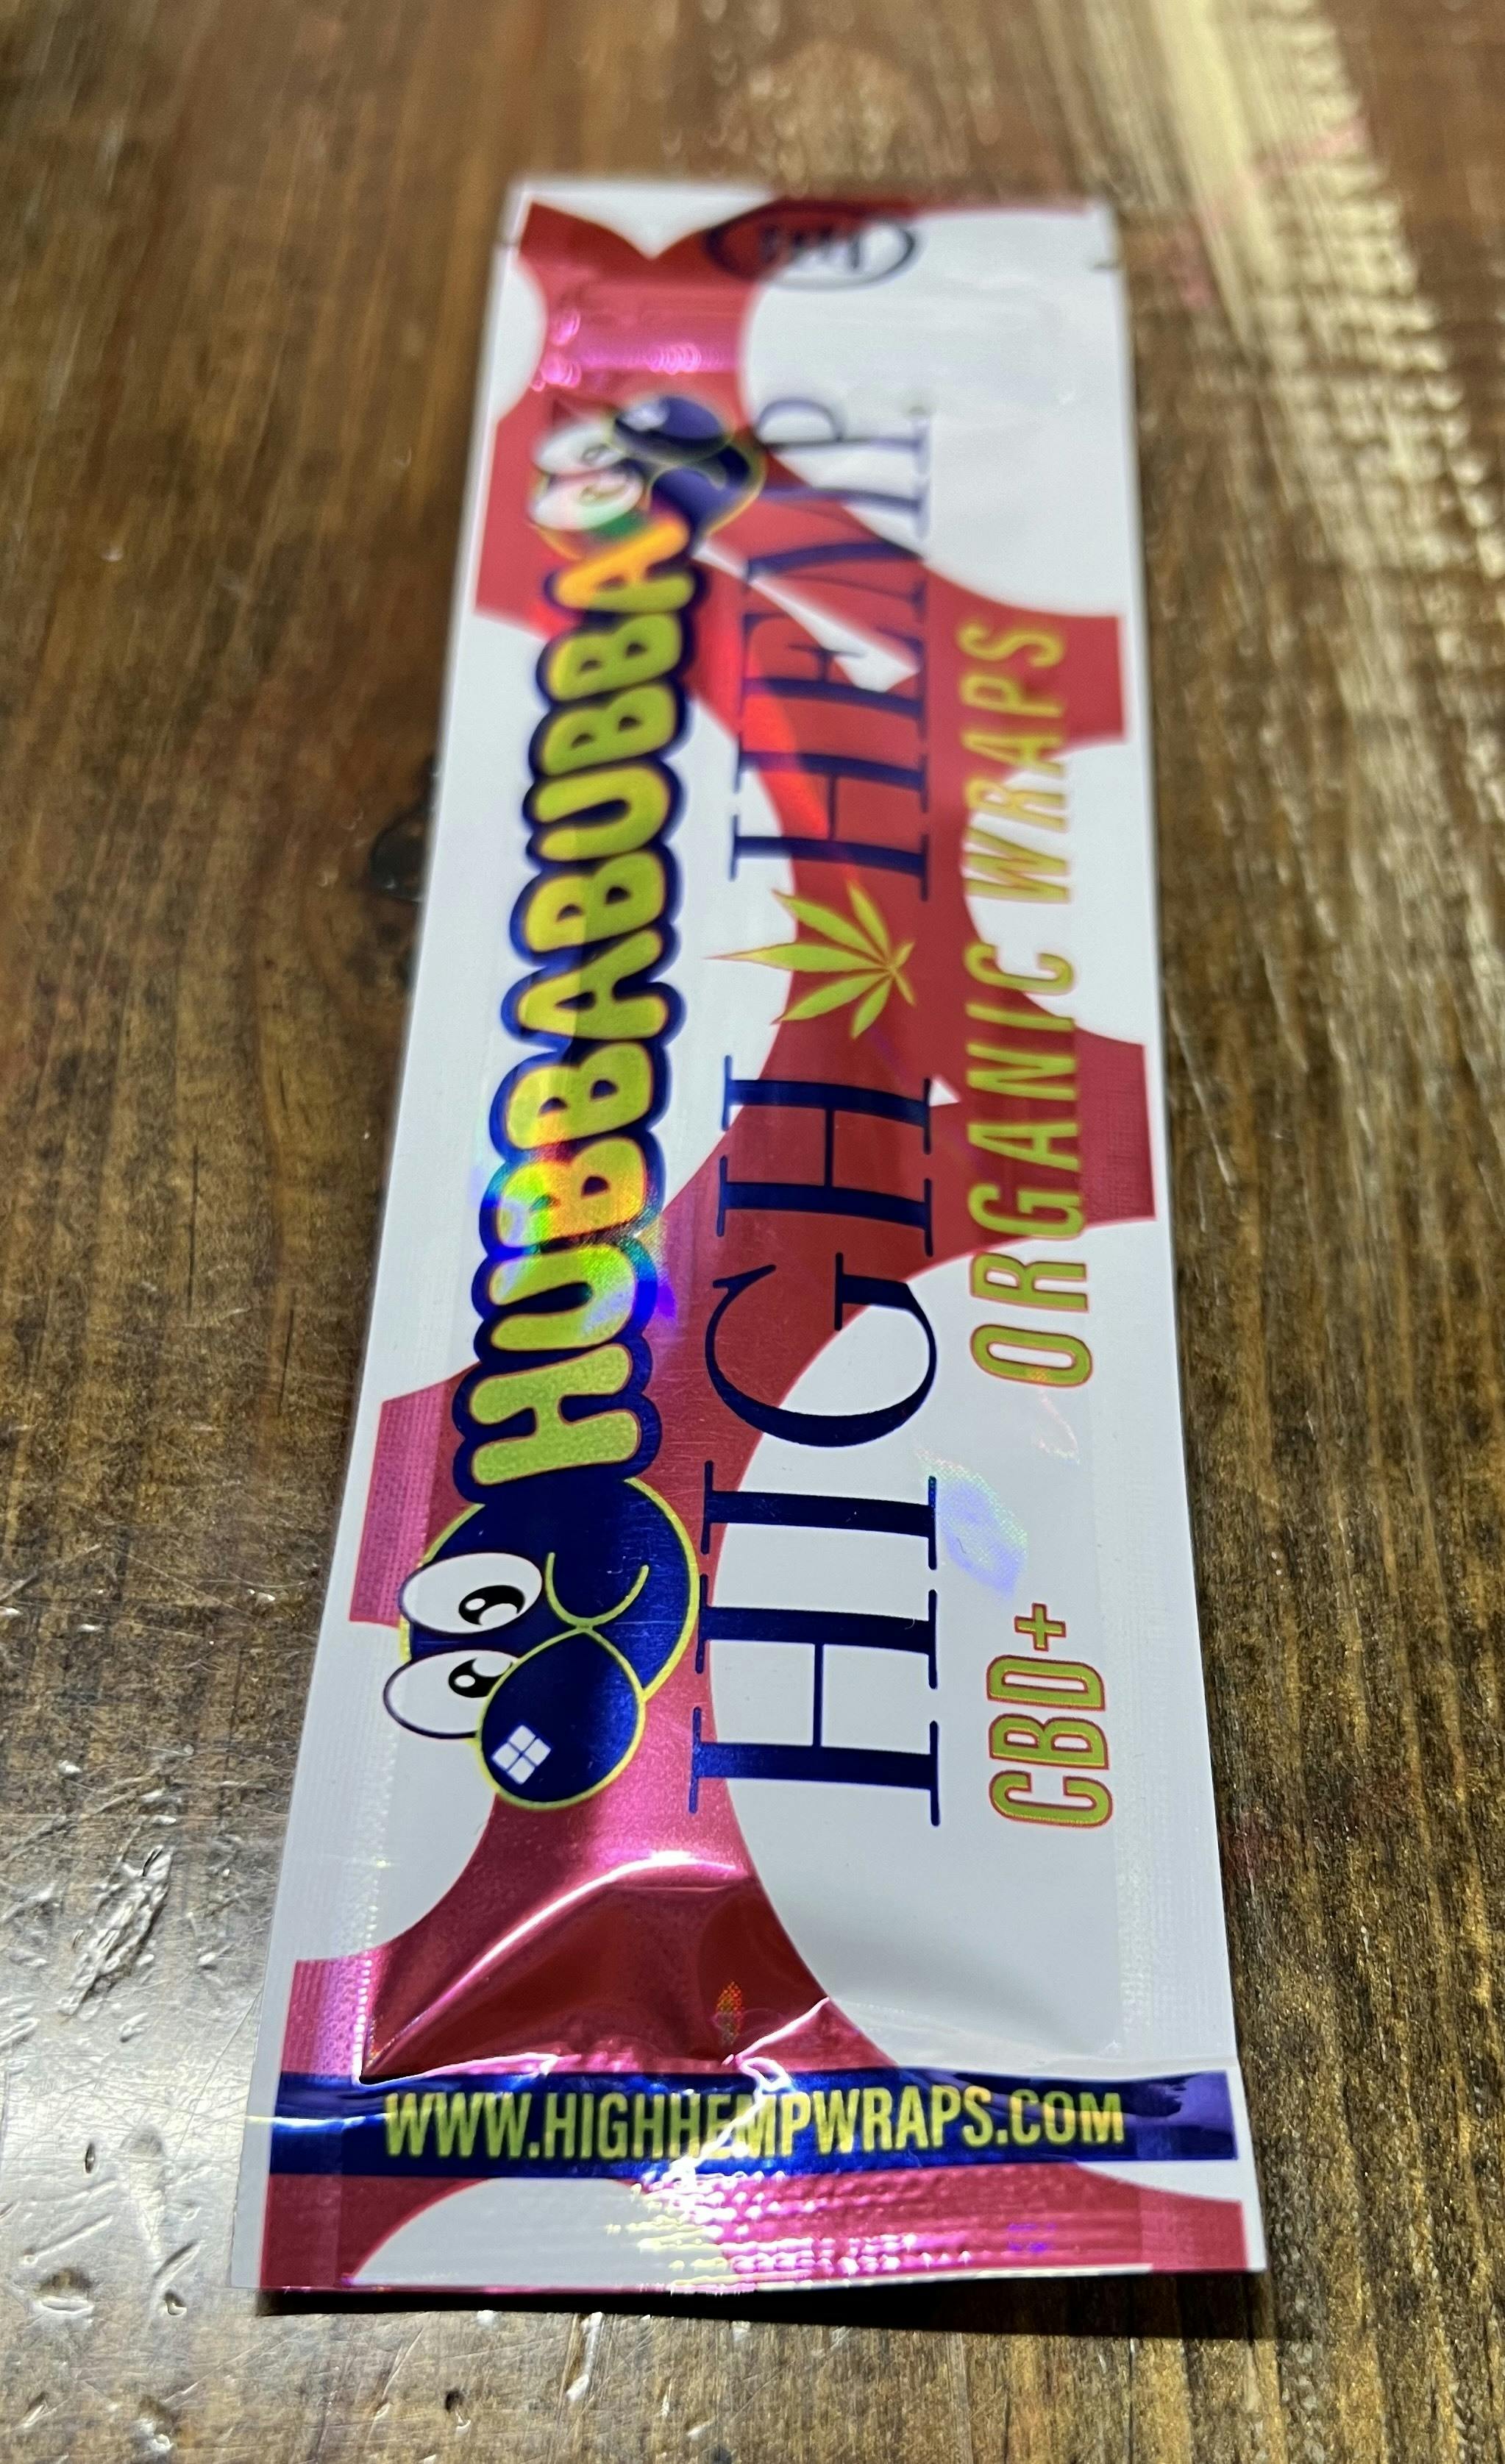 HUBBABUBBA
HIGH HEMP
CBD+ ORGANIC WRAPS
WWW.HIGHHEMPWRAPS.COM